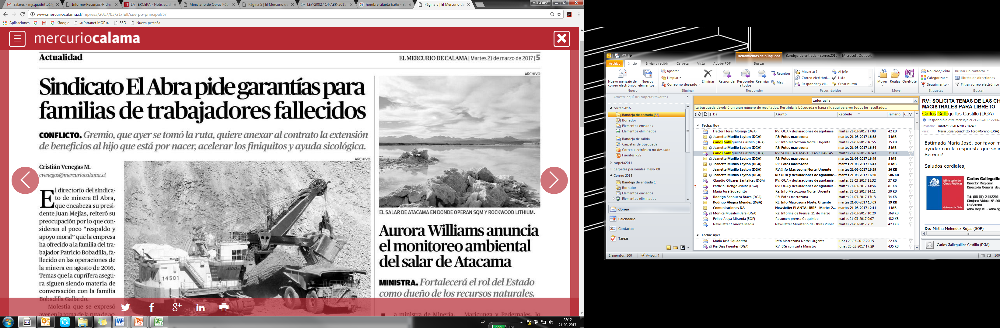 Salares - mjsquadritto@
Informe-Recursos-Hidric
LA TERCERA - Noticias, d
Ministerio de Obras Púb
Página 5 | El Mercurio de
LEY-20827 14-ABR-2015
hombre silueta baño - Bu
Página 5 | El Mercurio de
María José
www.mercuriocalama.cl/impresa/2017/03/21/full/cuerpo-principal/5/
Aplicaciones
iGoogle
..:: Intranet MOP ::..
SSD
Nueva pestaña
mercuriocalama
Actualidad
EL MERCURIO DE CALAMA | Martes 21 de marzo de 2017 | 5
Sindicato El Abra pide garantías para
familias de trabajadores fallecidos
CONFLICTO. Gremio, que ayer se tomó la ruta, quiere anexar al contrato la extensión
de beneficios al hijo que está por nacer, acelerar los finiquitos y ayuda sicológica.
ARCHIVO
Cristián Venegas M.
cvenegas@mercuriocalama.cl
El directorio del sindica-
to de minera El Abra,
que encabeza su presi-
dente Juan Mejías, reiteró su
preocupación por lo que con-
sideran el poco "respaldo y
apoyo moral" que la empresa
ha ofrecido a la familia del tra-
bajador Patricio Bobadilla, fa-
llecido en las operaciones de
la minera en agosto de 2016.
Temas que la cuprífera asegu-
ra siguen siendo materia de
conversación con la familia
Bobadilla Gallardo.
Molestia que se expresó
ayer en la toma de la ruta de ac-
14501
ARCHIVO
EL SALAR DE ATACAMA EN DONDE OPERAN SQM Y ROCKWOOD LITHIUM.
Aurora Williams anuncia
el monitoreo ambiental
del salar de Atacama
MINISTRA. Fortalecerá el rol del Estado
como dueño de los recursos naturales.
a ministra de Minería,
Maricunga y Pedernales, lo
ES
99%
22:12
21-03-2017
Herramientas de búsqueda
Bandeja de entrada - correo2016 - Microsoft Outlook
Archivo
Inicio
Enviar y recibir
Carpeta
Vista
Adobe PDF
Buscar
Nuevo mensaje de
correo electrónico
Nuevos
elementos
Nuevo
Ignorar
Limpiar
Correo no deseado
Eliminar
Eliminar
Responder
Responder
a todos
Reenviar
Reunión
Más
Responder
Mover a: ?
Al jefe
Correo electróni...
Listo
Responder y eli...
Crear nuevo
Pasos rápidos
Mover
Reglas
OneNote
Mover
No leído/Leído
Categorizar
Seguimiento
Etiquetas
Buscar un contacto
Libreta de direcciones
Filtrar correo electrónico
Buscar
Arrastre aquí sus carpetas favoritas
correo2016
Bandeja de entrada (53)
Borrador
Elementos enviados
Elementos eliminados
Bandeja de salida
Carpetas de búsqueda
Correo electrónico no deseado
Fuentes RSS
carpeta2011
Carpetas personales_mayo_08
Correo 2015
Bandeja de entrada (5)
Borrador
Elementos enviados
Elementos eliminados
Correo
Calendario
Contactos
Tareas
carlos galle
La búsqueda devolvió un gran número de resultados. Restrinja la búsqueda o haga clic aquí para ver todos los resultados.
De Asunto Recibido Tamaño C..
Fecha: Hoy
Héctor Flores Moraga (DGA) RV: OUA y declaraciones de agotamie... martes 21-03-2017 17:08 42 KB
Jeanette Murillo Leyton (DGA) RE: Fotos macrozona martes 21-03-2017 16:58 3 MB
Carlos Galleguillos Castillo (DGA) RE: Info Macrozona Norte: Urgente martes 21-03-2017 16:55 35 KB
Jeanette Murillo Leyton (DGA) RE: Fotos macrozona martes 21-03-2017 16:54 8 MB
Carlos Galleguillos Castillo (DGA) RV: SOLICITA TEMAS DE LAS CHARLAS ... martes 21-03-2017 16:49 31 KB
Jeanette Murillo Leyton (DGA) RE: Fotos macrozona martes 21-03-2017 16:49 8 MB
Jeanette Murillo Leyton (DGA) RE: Fotos macrozona martes 21-03-2017 16:47 8 MB
Jeanette Murillo Leyton (DGA) RV: Info Macrozona Norte: Urgente martes 21-03-2017 16:39 26 KB
Jeanette Murillo Leyton (DGA) RE: OUA y declaraciones de agotamie... martes 21-03-2017 16:30 586 KB
Claudio Olivares Santelices (DGA) RV: OUA y declaraciones de agotamie... martes 21-03-2017 15:32 37 KB
Patricio Luengo Avalos (DGA) RV: OUA y declaraciones de agotamie... martes 21-03-2017 14:56 81 KB
María José Squadritto Re: Info Macrozona Norte: Urgente martes 21-03-2017 14:11 30 KB
Rodrigo Sanhueza Bravo (DGA) RE: Info Macrozona Norte: Urgente martes 21-03-2017 13:13 34 KB
Rodrigo Alegria Mendez (DGA) RE: Info Macrozona Norte: Urgente martes 21-03-2017 13:09 19 KB
Comunicaciones DA Newsletter PLANTA LIBRE - Martes 2... martes 21-03-2017 12:11 1 MB
Monica Musalem Jara (DGA) Re: Informe de Prensa: 21 de marzo martes 21-03-2017 10:20 369 KB
Felipe Araya Miranda (SOP) Resumen prensa Coquimbo martes 21-03-2017 9:07 482 KB
Newsletter Conecta Media Newsletter Ministerio de Obras Públic... martes 21-03-2017 7:31 423 KB
Fecha: Ayer
María José Squadritto Info Macrozona Norte: Urgente lunes 20-03-2017 22:15 22 KB
Pia Diaz Fuentes (DGA) RV: BGi con carta Ministro lunes 20-03-2017 17:29 435 KB
RV: SOLICITA TEMAS DE LAS CH
MAGISTRALES PARA LIBRETO
Carlos Galleguillos Castillo (DGA)
Respondió a este mensaje el 21-03-2017 22:06.
Enviado: martes 21-03-2017 16:49
Para: Maria José Squadritto Toro-Moreno (DGA)
Estimada María José, por favor m
ayudar con la respuesta que solic
Seremi?
Saludos cordiales,
Ministerio de
Obras Públicas
Gobierno de Chile
Carlos Galleguillo
Director Regional
Dirección General de A
Tel: (56-51) 2 542266
Cirujano Videla N° 200
La Serena
www.mop.cl - www.dg
De: Mirtha Melendez Rojas (SOP)
Carlos Galleguillos Castillo (DGA)
Elementos: 200
Avisos: 4
100